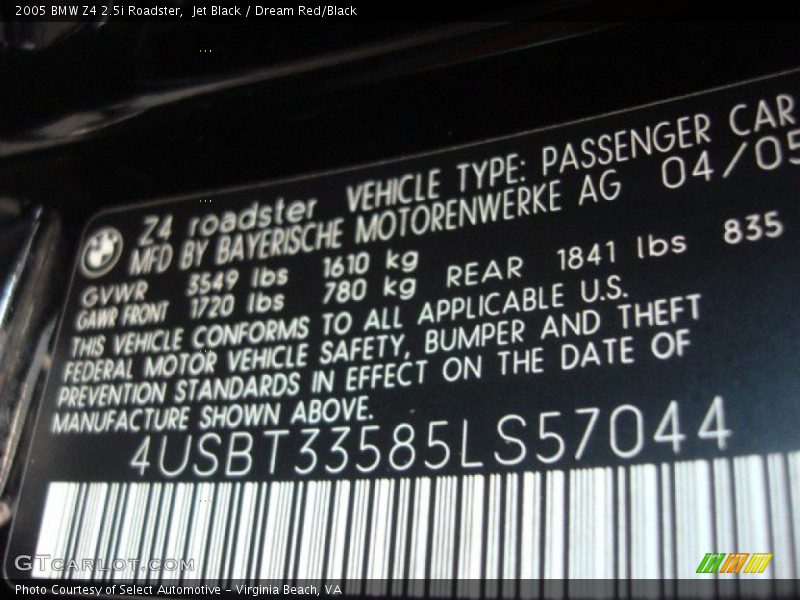 2005 BMW Z4 2.5i Roadster, Jet Black / Dream Red/Black
Z4 roadster VEHICLE TYPE: PASSENGER CAR
MFD BY BAYERISCHE MOTORENWERKE AG 04/05
GVWR 3549 lbs 1610 kg
GAWR FRONT 1720 lbs 780 kg REAR 1841 lbs 835
THIS VEHICLE CONFORMS TO ALL APPLICABLE U.S.
FEDERAL MOTOR VEHICLE SAFETY, BUMPER AND THEFT
PREVENTION STANDARDS IN EFFECT ON THE DATE OF
MANUFACTURE SHOWN ABOVE.
4USBT33585LS57044
GTCARLOT.COM
Photo Courtesy of Select Automotive - Virginia Beach, VA